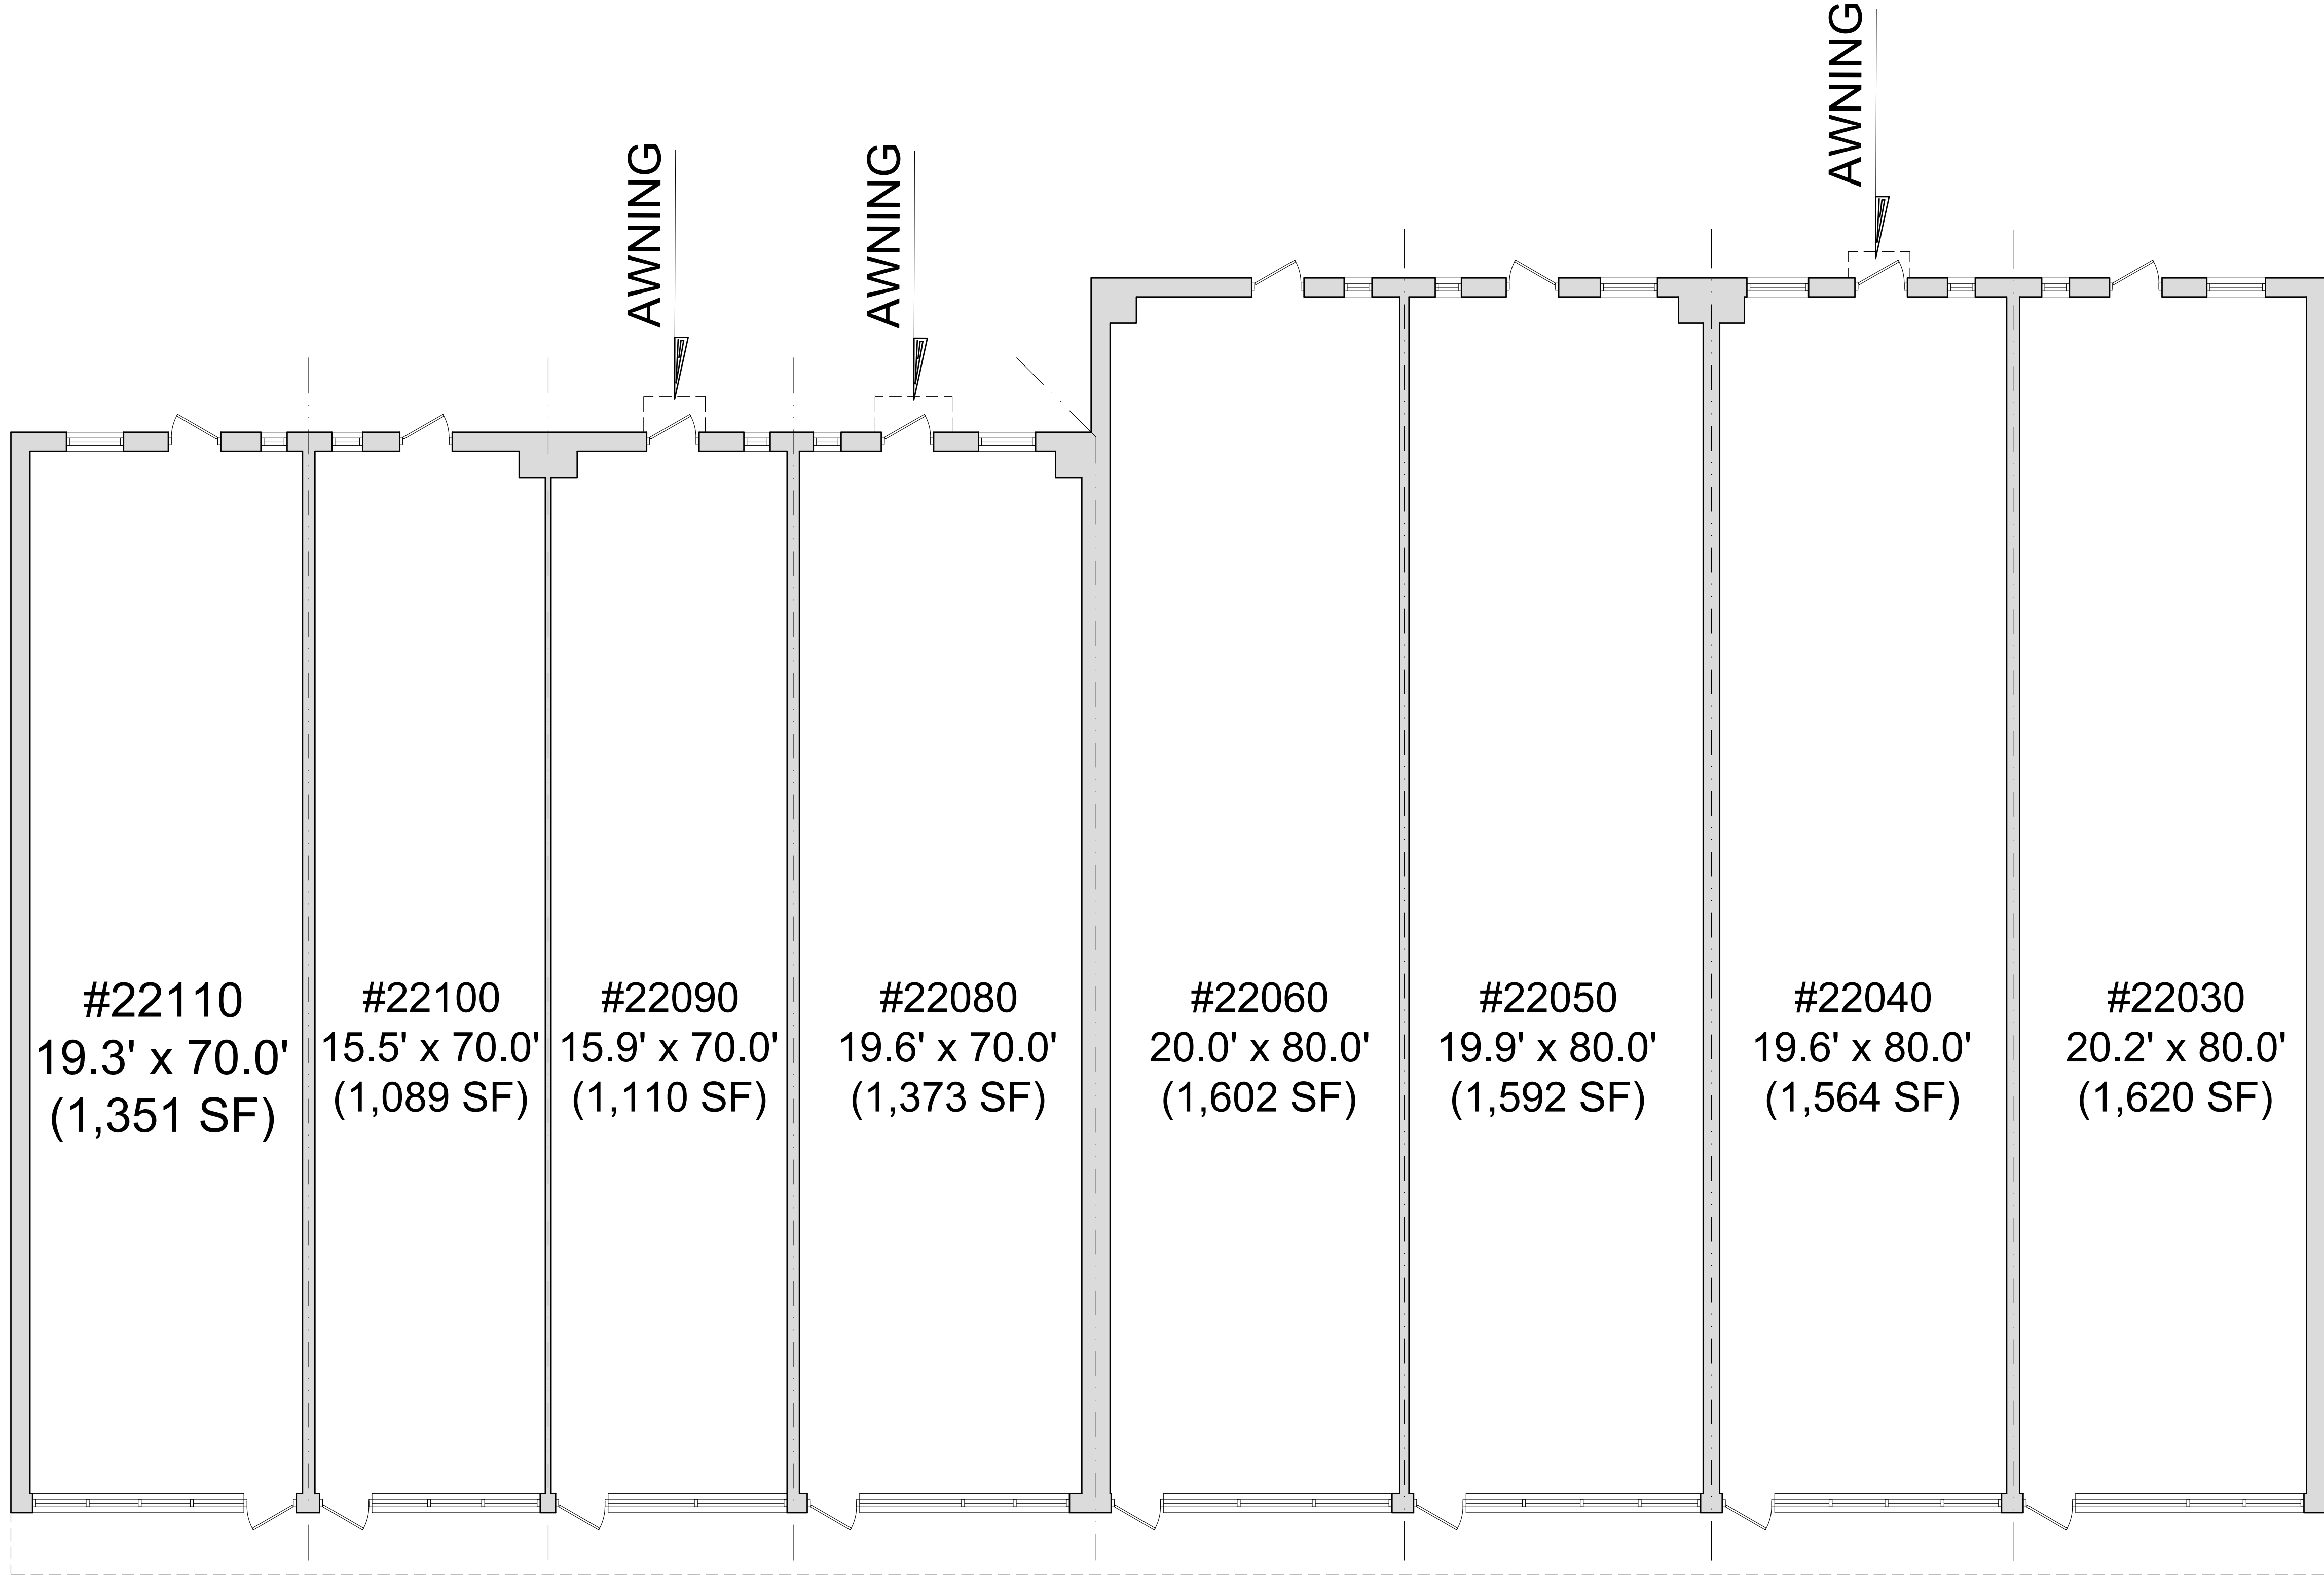 AWNING
AWNING
AWNING
#22110
19.3' x 70.0'
(1,351 SF)
#22100
15.5' x 70.0'
(1,089 SF)
#22090
15.9' x 70.0'
(1,110 SF)
#22080
19.6' x 70.0'
(1,373 SF)
#22060
20.0' x 80.0'
(1,602 SF)
#22050
19.9' x 80.0'
(1,592 SF)
#22040
19.6' x 80.0'
(1,564 SF)
#22030
20.2' x 80.0'
(1,620 SF)